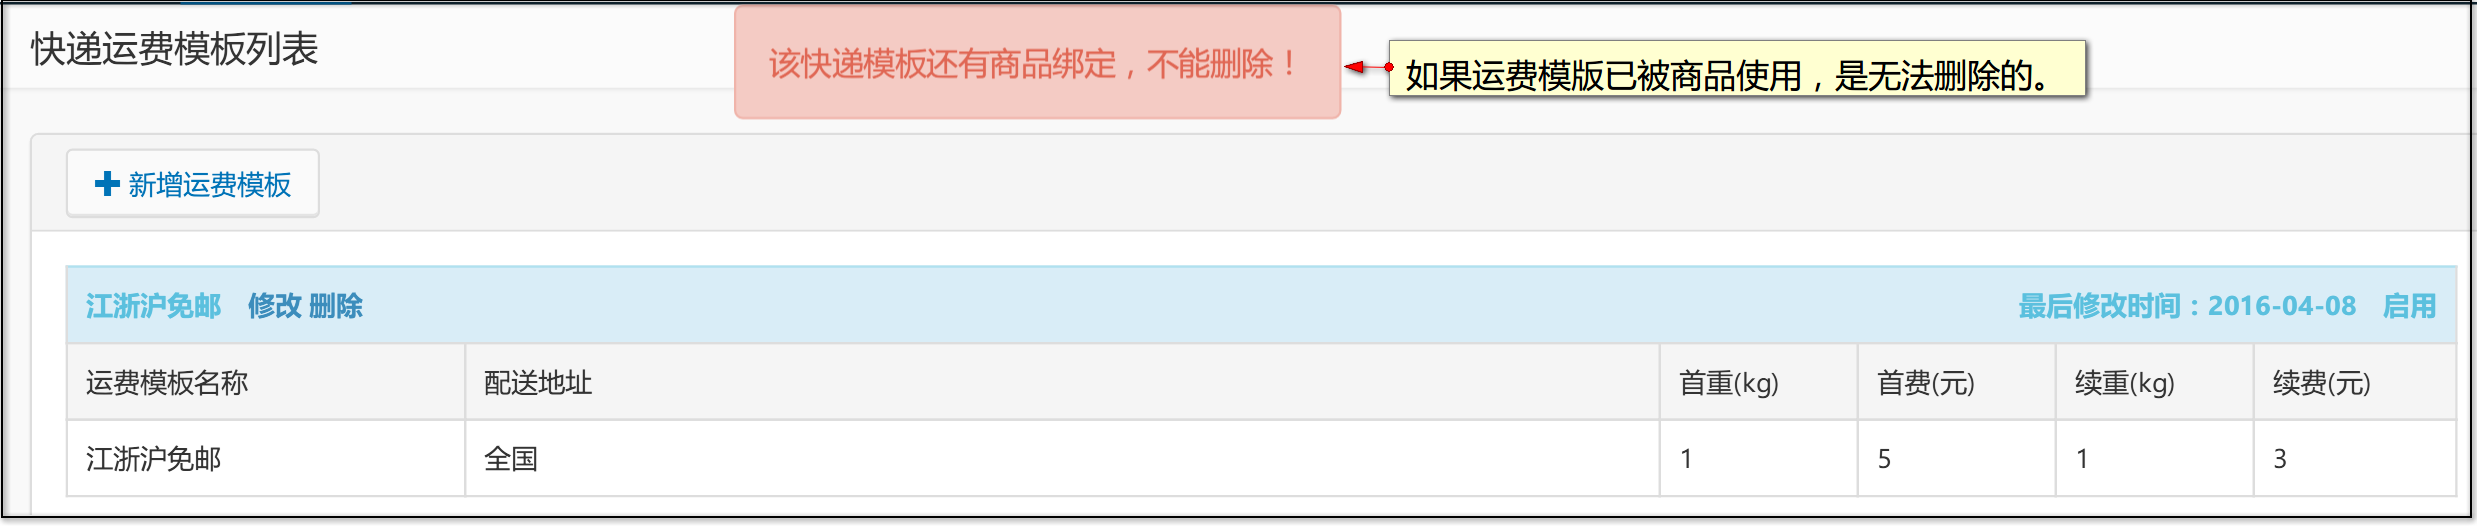 快递运费模板列表
该快递模板还有商品绑定，不能删除！
如果运费模版已被商品使用，是无法删除的。
新增运费模板
江浙沪免邮 修改 删除 最后修改时间：2016-04-08 启用
运费模板名称 配送地址 首重(kg) 首费(元) 续重(kg) 续费(元)
江浙沪免邮 全国 1 5 1 3